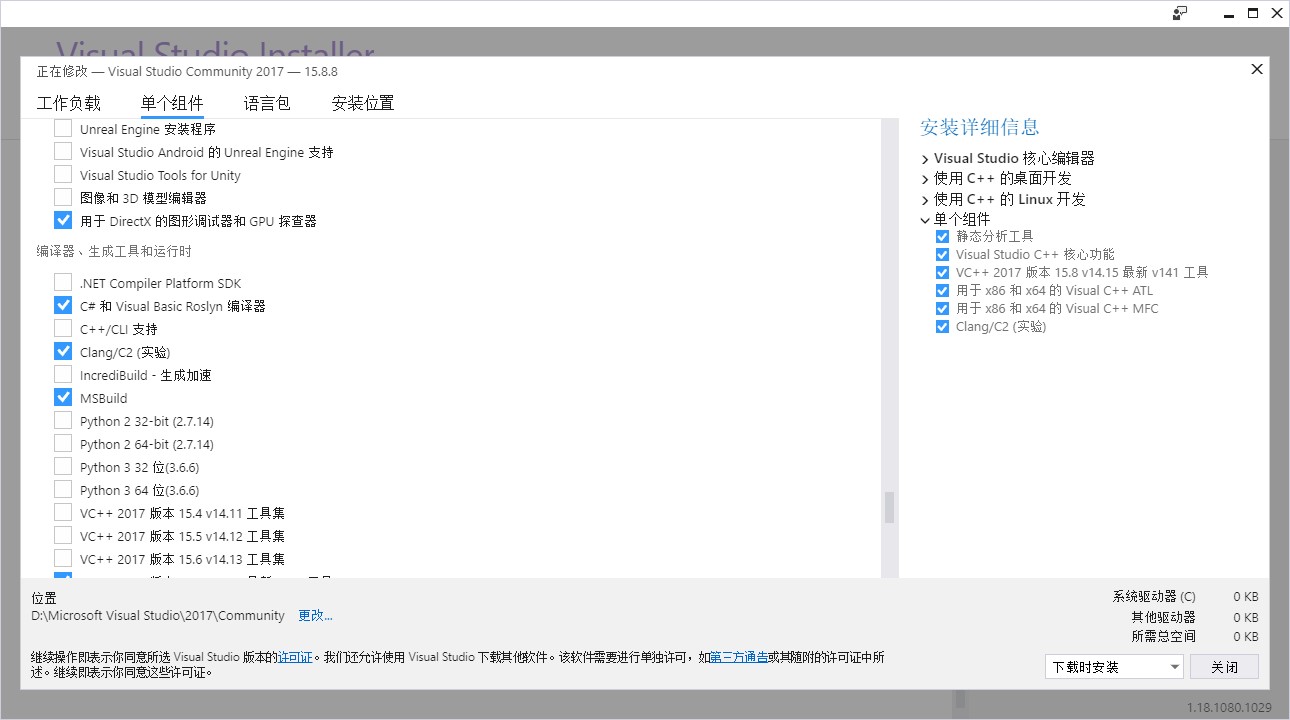 Visual Studio Installer
正在修改 — Visual Studio Community 2017 — 15.8.8
工作负载 单个组件 语言包 安装位置
Unreal Engine 安装程序
Visual Studio Android 的 Unreal Engine 支持
Visual Studio Tools for Unity
图像和 3D 模型编辑器
用于 DirectX 的图形调试器和 GPU 探查器
编译器、生成工具和运行时
.NET Compiler Platform SDK
C# 和 Visual Basic Roslyn 编译器
C++/CLI 支持
Clang/C2 (实验)
IncrediBuild - 生成加速
MSBuild
Python 2 32-bit (2.7.14)
Python 2 64-bit (2.7.14)
Python 3 32 位(3.6.6)
Python 3 64 位(3.6.6)
VC++ 2017 版本 15.4 v14.11 工具集
VC++ 2017 版本 15.5 v14.12 工具集
VC++ 2017 版本 15.6 v14.13 工具集
安装详细信息
Visual Studio 核心编辑器
使用 C++ 的桌面开发
使用 C++ 的 Linux 开发
单个组件
静态分析工具
Visual Studio C++ 核心功能
VC++ 2017 版本 15.8 v14.15 最新 v141 工具
用于 x86 和 x64 的 Visual C++ ATL
用于 x86 和 x64 的 Visual C++ MFC
Clang/C2 (实验)
位置
D:\Microsoft Visual Studio\2017\Community 更改...
继续操作即表示你同意所选 Visual Studio 版本的许可证。我们还允许使用 Visual Studio 下载其他软件。该软件需要进行单独许可，如第三方通告或其随附的许可证中所
述。继续即表示你同意这些许可证。
系统驱动器 (C) 0 KB
其他驱动器 0 KB
所需总空间 0 KB
下载时安装 关闭
1.18.1080.1029